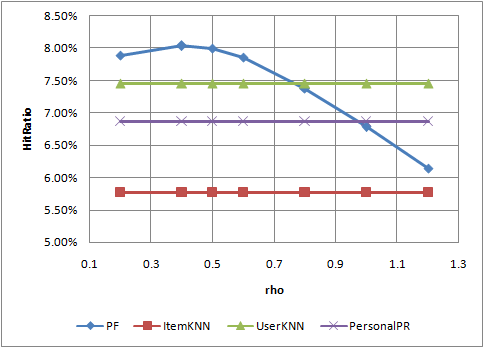 8.50%
8.00%
7.50%
7.00%
6.50%
6.00%
5.50%
5.00%
HitRatio
0.1 0.3 0.5 0.7 0.9 1.1 1.3
rho
PF ItemKNN UserKNN PersonalPR